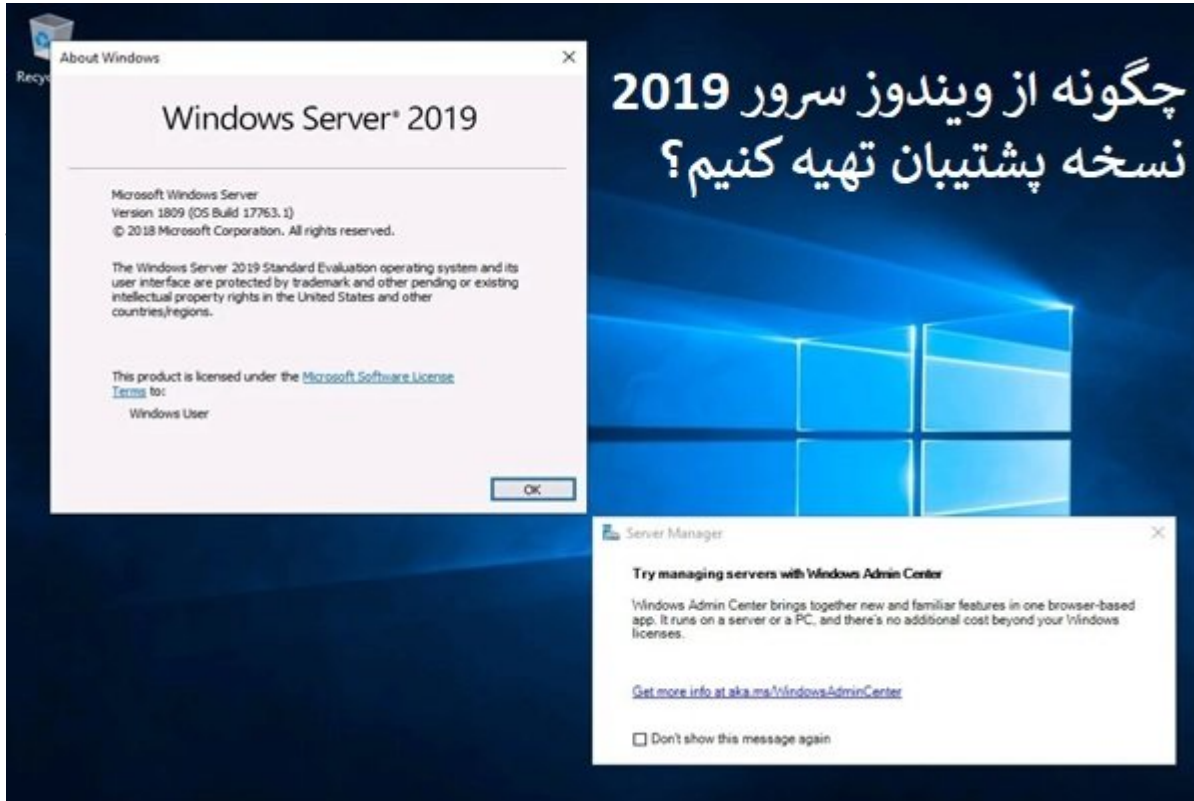 Recy
About Windows
Windows Server® 2019
Microsoft Windows Server
Version 1809 (OS Build 17763.1)
© 2018 Microsoft Corporation. All rights reserved.
The Windows Server 2019 Standard Evaluation operating system and its
user interface are protected by trademark and other pending or existing
intellectual property rights in the United States and other
countries/regions.
This product is licensed under the Microsoft Software License
Terms to:
Windows User
OK
چگونه از ویندوز سرور 2019
نسخه پشتیبان تهیه کنیم؟
Server Manager
Try managing servers with Windows Admin Center
Windows Admin Center brings together new and familiar features in one browser-based
app. It runs on a server or a PC, and there's no additional cost beyond your Windows
licenses.
Get more info at aka.ms/WindowsAdminCenter
Don't show this message again